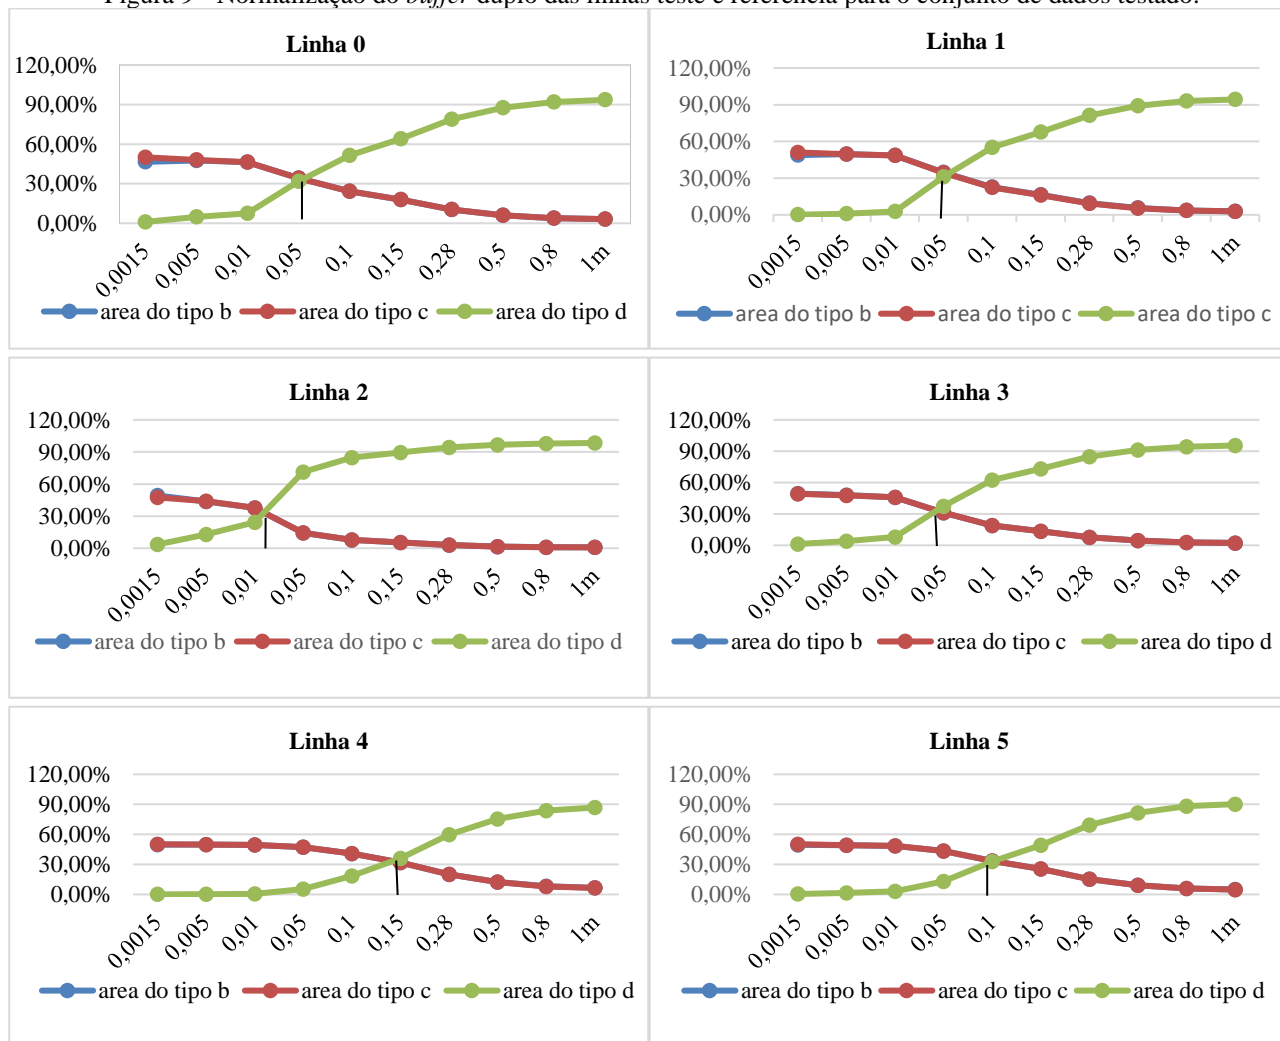 Figura 9 - Normalização do buffer duplo das linhas teste e referência para o conjunto de dados testado.
Linha 0
120,00%
90,00%
60,00%
30,00%
0,00%
0,0015 0,005 0,01 0,05 0,1 0,15 0,28 0,5 0,8 1m
area do tipo b area do tipo c area do tipo d
Linha 1
120,00%
90,00%
60,00%
30,00%
0,00%
0,0015 0,005 0,01 0,05 0,1 0,15 0,28 0,5 0,8 1m
area do tipo b area do tipo c area do tipo c
Linha 2
120,00%
90,00%
60,00%
30,00%
0,00%
0,0015 0,005 0,01 0,05 0,1 0,15 0,28 0,5 0,8 1m
area do tipo b area do tipo c area do tipo d
Linha 3
120,00%
90,00%
60,00%
30,00%
0,00%
0,0015 0,005 0,01 0,05 0,1 0,15 0,28 0,5 0,8 1m
area do tipo b area do tipo c area do tipo d
Linha 4
120,00%
90,00%
60,00%
30,00%
0,00%
0,0015 0,005 0,01 0,05 0,1 0,15 0,28 0,5 0,8 1m
area do tipo b area do tipo c area do tipo d
Linha 5
120,00%
90,00%
60,00%
30,00%
0,00%
0,0015 0,005 0,01 0,05 0,1 0,15 0,28 0,5 0,8 1m
area do tipo b area do tipo c area do tipo d